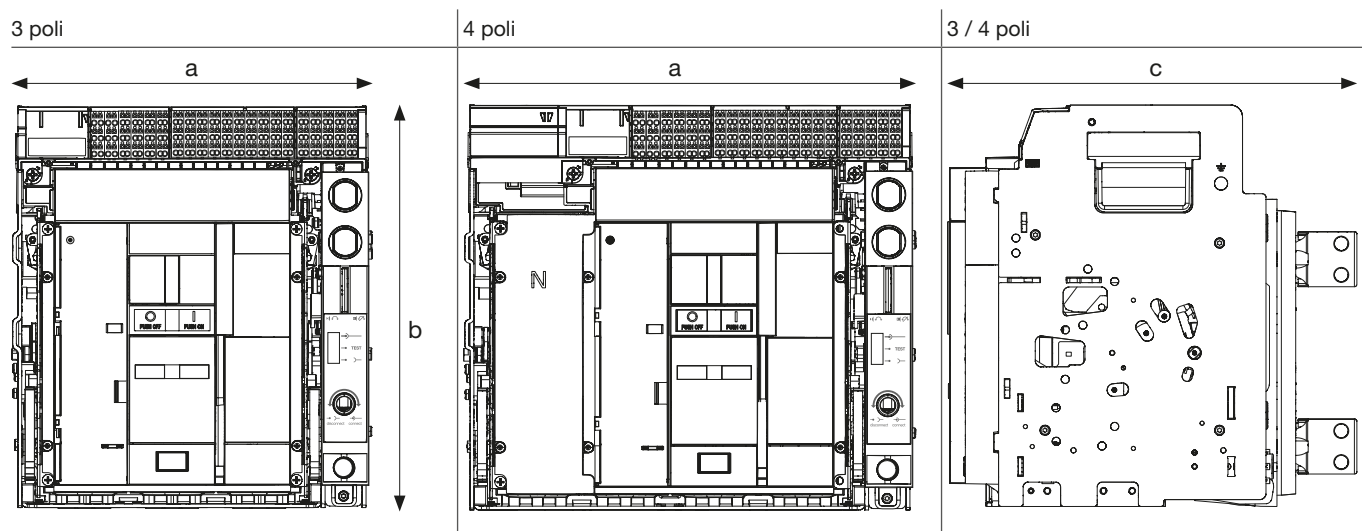 3 poli
4 poli
3 / 4 poli
a
a
c
b
N
PUSH OFF
PUSH ON
PUSH OFF
PUSH ON
TEST
TEST
disconnect connect
disconnect connect